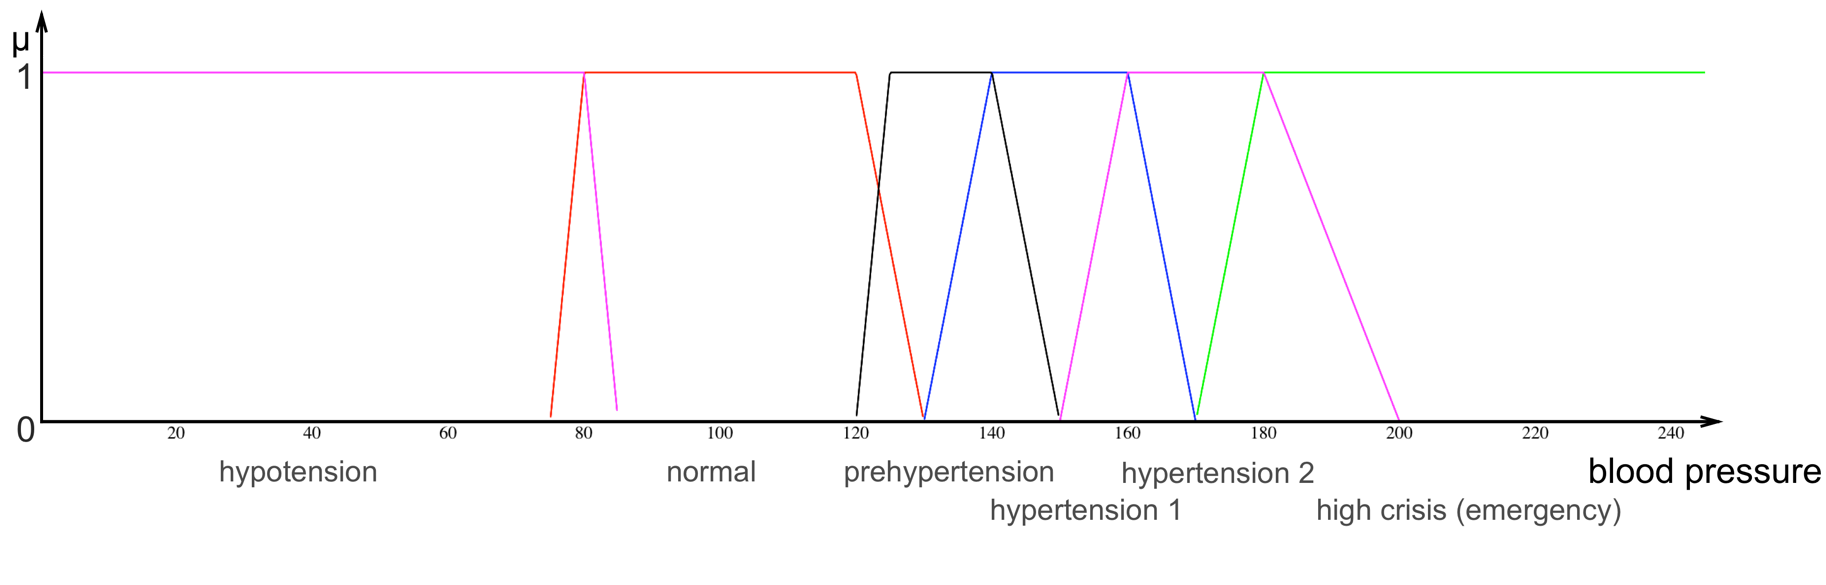 μ
1
0
20 40 60 80 100 120 140 160 180 200 220 240
hypotension normal prehypertension hypertension 2 blood pressure
hypertension 1 high crisis (emergency)